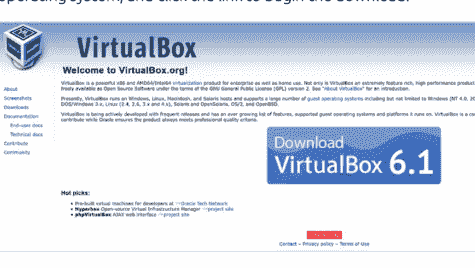 operating system, and click the link to begin the download.
VirtualBox
Welcome to VirtualBox.org!
VirtualBox is a powerful x86 and AMD64/Intel64 virtualization product for enterprise as well as home use. Not only is VirtualBox an extremely feature rich, high performance product
freely available as Open Source Software under the terms of the GNU General Public License (GPL) version 2. See "About VirtualBox" for an introduction.
Presently, VirtualBox runs on Windows, Linux, Macintosh, and Solaris hosts and supports a large number of guest operating systems including but not limited to Windows (NT 4.0, 20
DOS/Windows 3.x, Linux (2.4, 2.6, 3.x and 4.x), Solaris and OpenSolaris, OS/2, and OpenBSD.
VirtualBox is being actively developed with frequent releases and has an ever growing list of features, supported guest operating systems and platforms it runs on. VirtualBox is a co
contribute while Oracle ensures the product always meets professional quality criteria.
About
Screenshots
Downloads
Documentation
End-user docs
Technical docs
Contribute
Community
Download
VirtualBox 6.1
Hot picks:
Pre-built virtual machines for developers at Oracle Tech Network
Hyperbox Open-source Virtual Infrastructure Manager project site
phpVirtualBox AJAX web interface project site
Contact – Privacy policy – Terms of Use